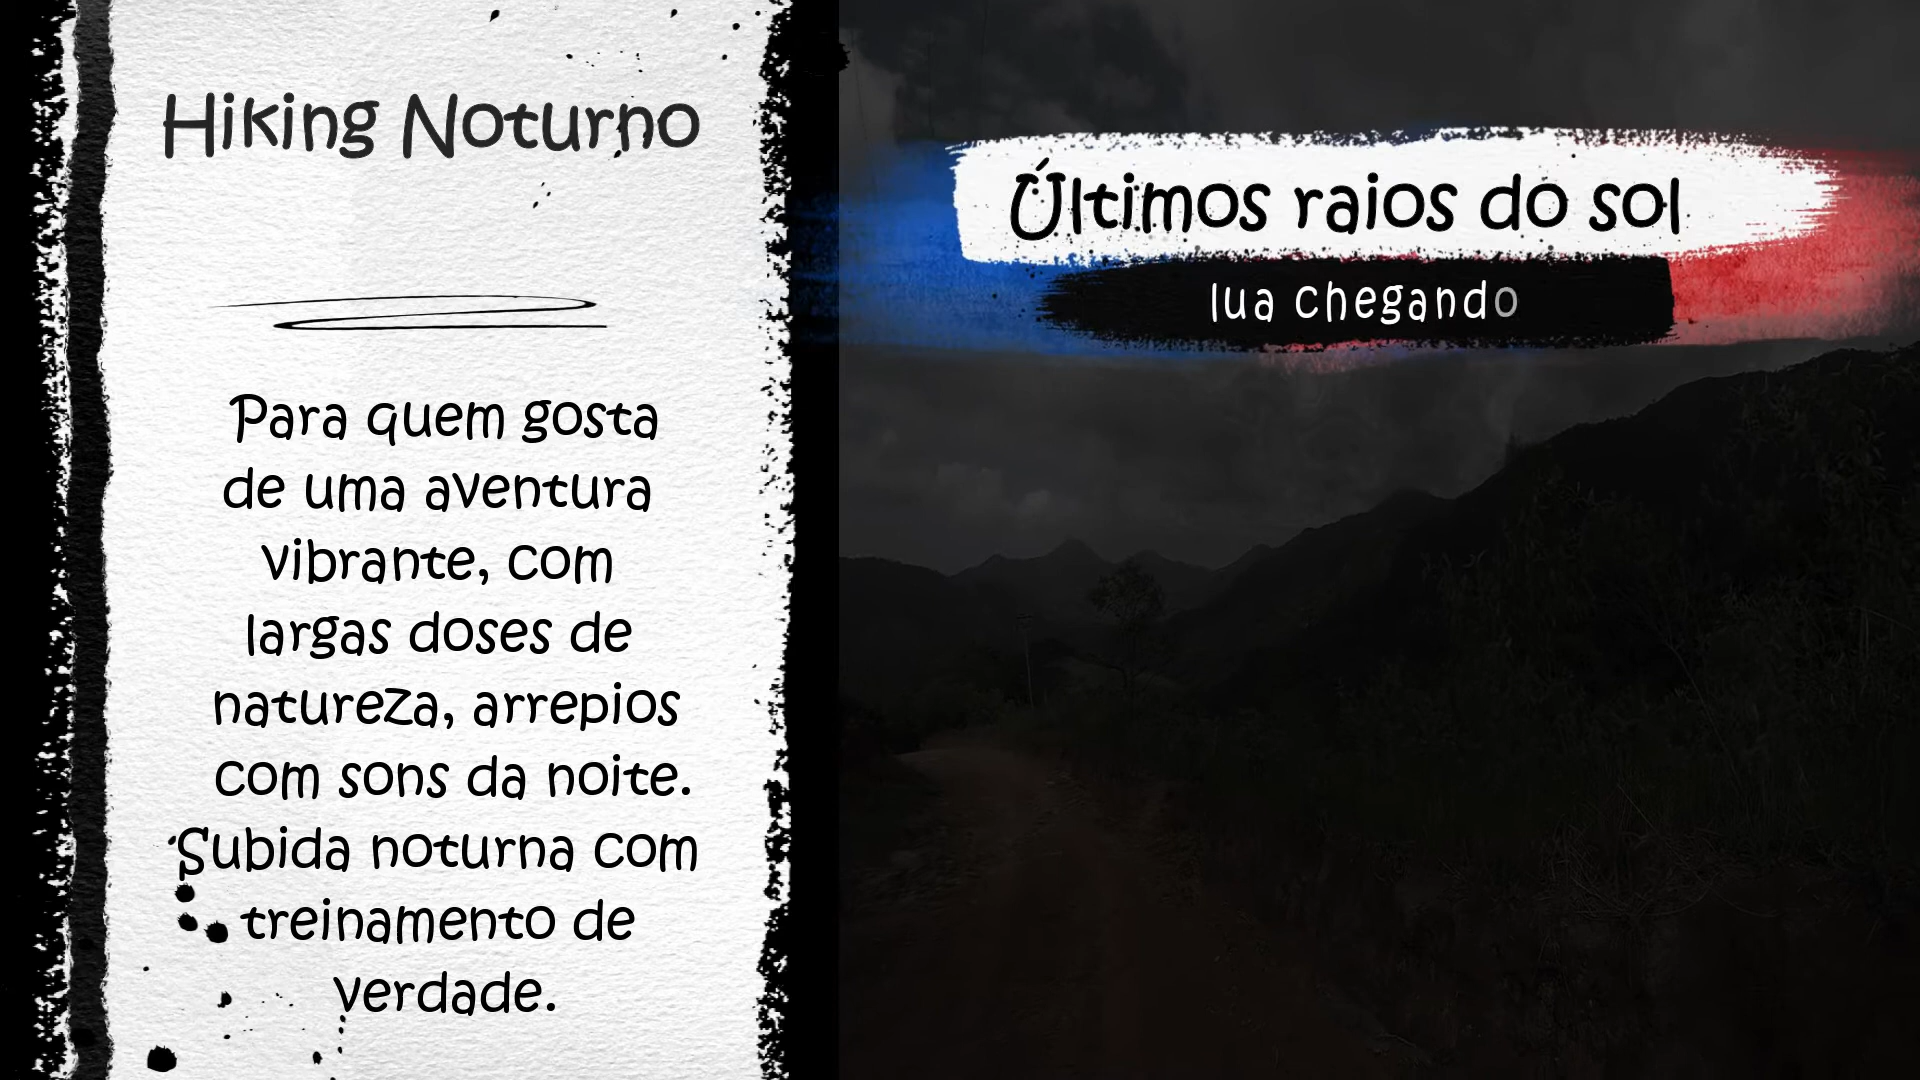 Hiking Noturno
Para quem gosta
de uma aventura
vibrante, com
largas doses de
natureza, arrepios
com sons da noite.
Subida noturna com
treinamento de
verdade.
Últimos raios do sol
lua chegando